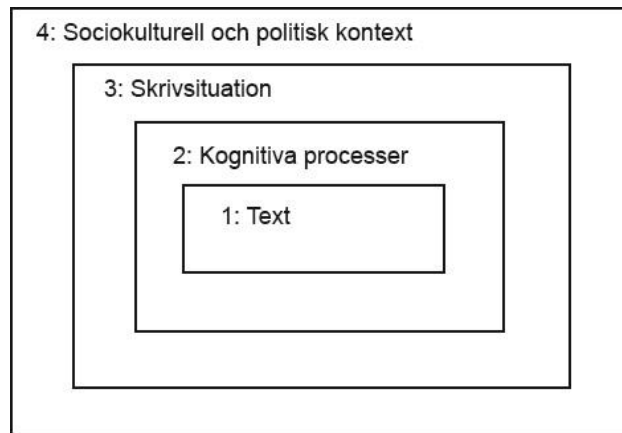 4: Sociokulturell och politisk kontext
3: Skrivsituation
2: Kognitiva processer
1: Text